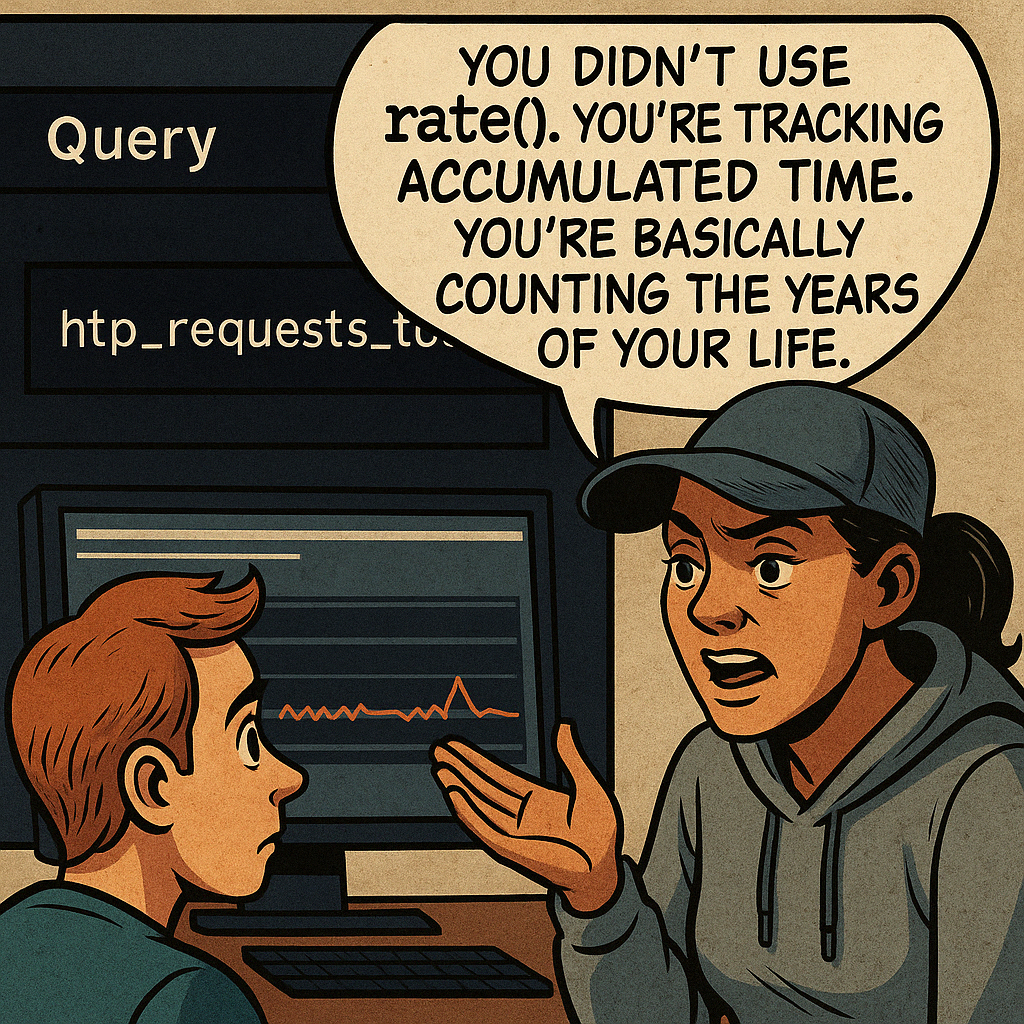 Query
htp_requests_to
YOU DIDN'T USE
rate(). YOU'RE TRACKING
ACCUMULATED TIME.
YOU'RE BASICALLY
COUNTING THE YEARS
OF YOUR LIFE.